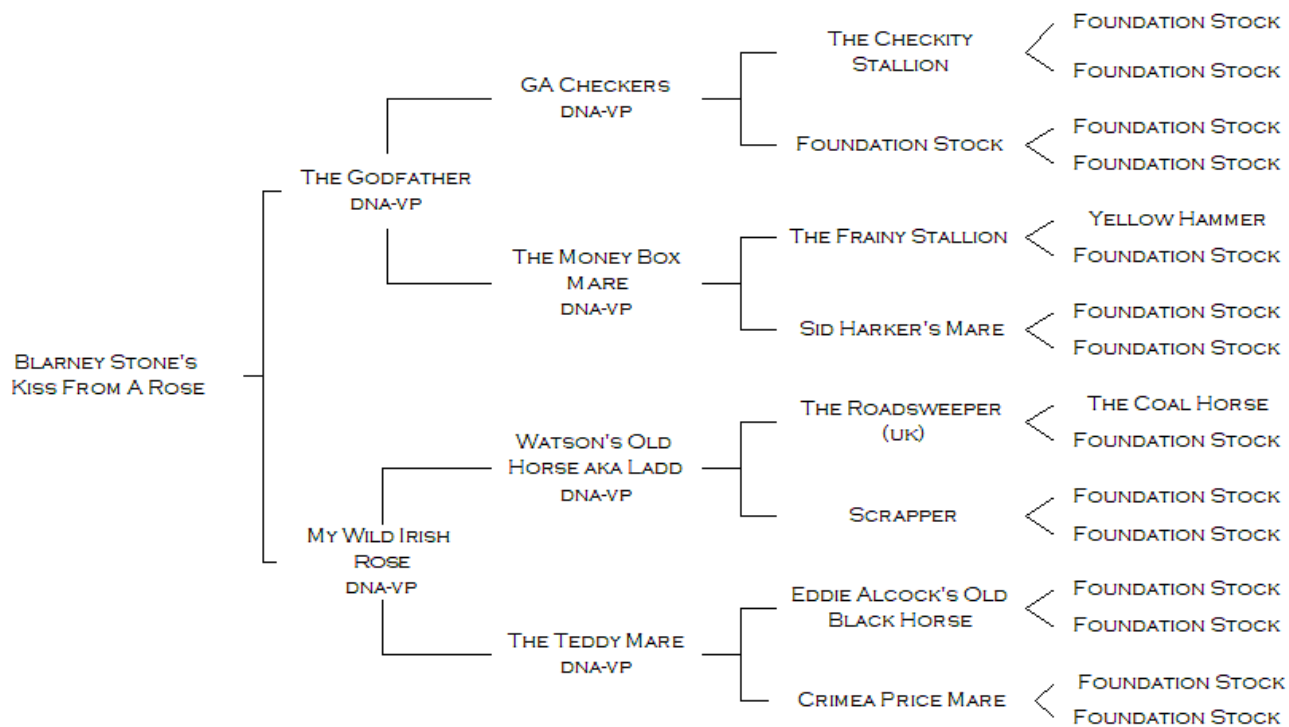 Foundation Stock
The Checkity
Stallion
Foundation Stock
GA Checkers
DNA-VP
Foundation Stock
Foundation Stock
Foundation Stock
The Godfather
DNA-VP
Yellow Hammer
The Frainy Stallion
Foundation Stock
The Money Box
Mare
DNA-VP
Foundation Stock
Sid Harker's Mare
Foundation Stock
Blarney Stone's
Kiss From A Rose
The Coal Horse
The Roadsweeper
(UK)
Foundation Stock
Watson's Old
Horse aka Ladd
DNA-VP
Foundation Stock
Scrapper
Foundation Stock
My Wild Irish
Rose
DNA-VP
Foundation Stock
Eddie Alcock's Old
Black Horse
Foundation Stock
The Teddy Mare
DNA-VP
Foundation Stock
Crimea Price Mare
Foundation Stock